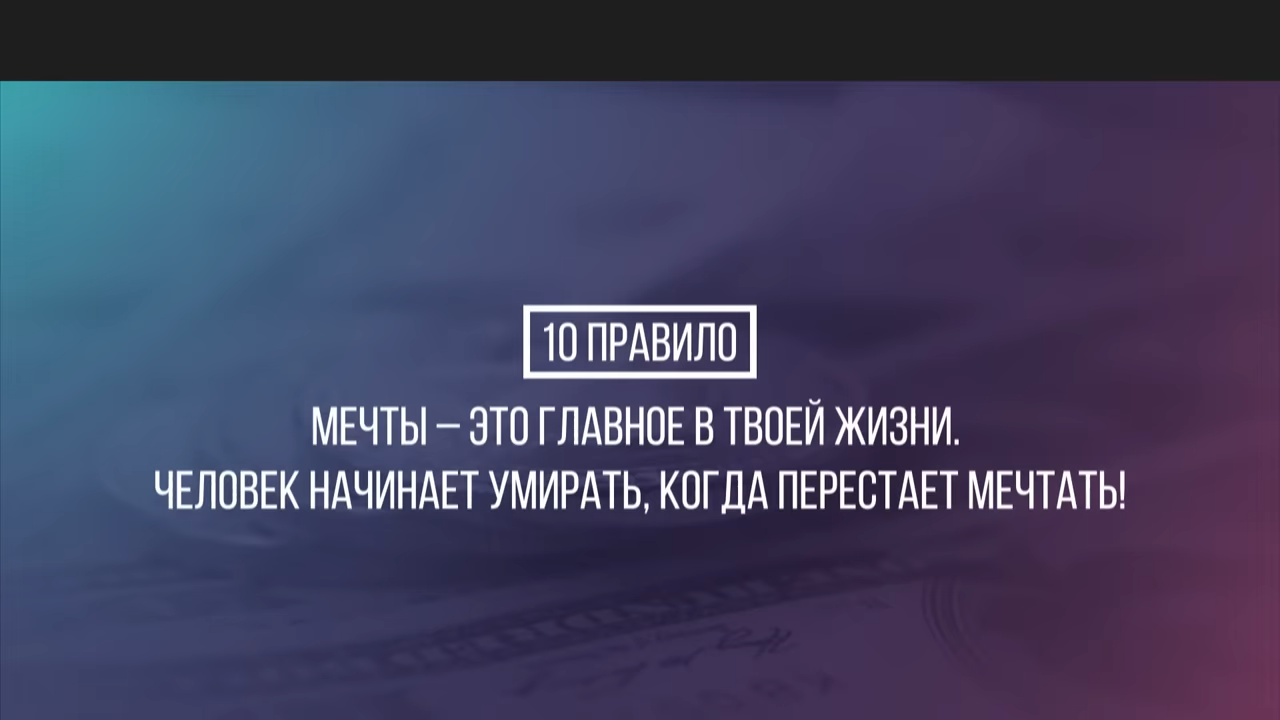 10 ПРАВИЛО
МЕЧТЫ – ЭТО ГЛАВНОЕ В ТВОЕЙ ЖИЗНИ.
ЧЕЛОВЕК НАЧИНАЕТ УМИРАТЬ, КОГДА ПЕРЕСТАЕТ МЕЧТАТЬ!